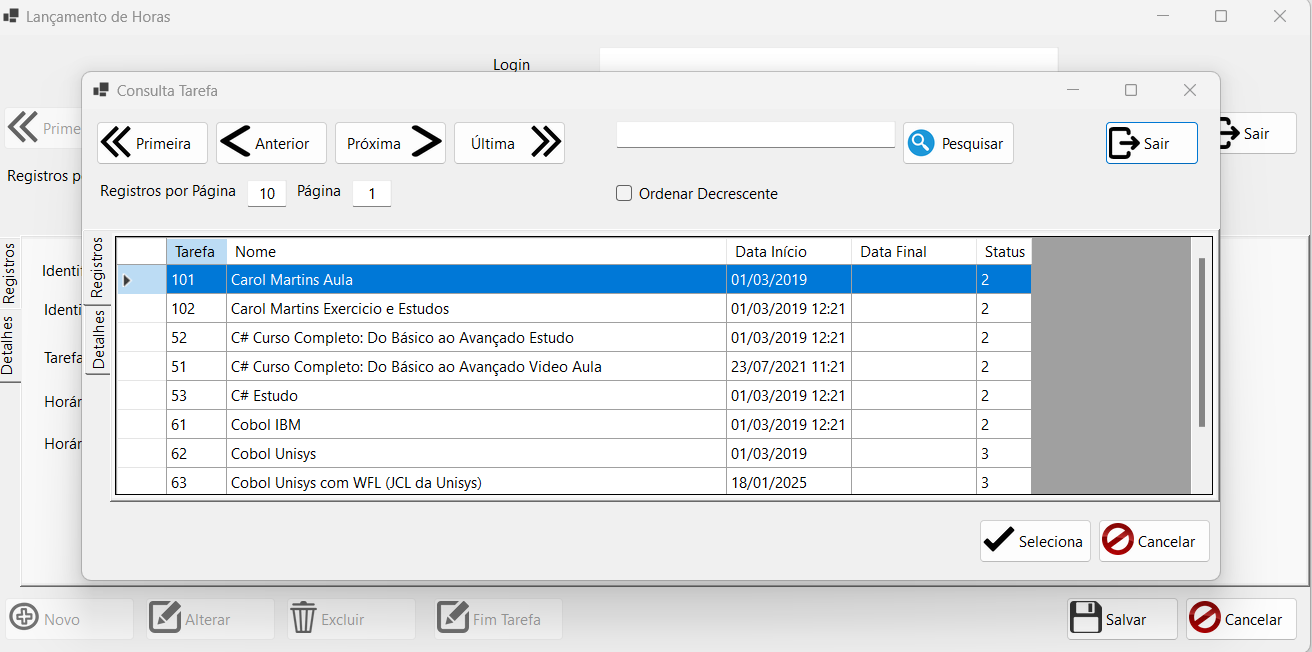 Lançamento de Horas
Login
Consulta Tarefa
Prime
Primeira Anterior Próxima Última Pesquisar Sair
Sair
Registros p
Registros por Página 10 Página 1 Ordenar Decrescente
Registros
Detalhes
Registros
Detalhes
Identi
Identi
Tarefa
Horár
Horár
Tarefa Nome Data Início Data Final Status
101 Carol Martins Aula 01/03/2019 2
102 Carol Martins Exercicio e Estudos 01/03/2019 12:21 2
52 C# Curso Completo: Do Básico ao Avançado Estudo 01/03/2019 12:21 2
51 C# Curso Completo: Do Básico ao Avançado Video Aula 23/07/2021 11:21 2
53 C# Estudo 01/03/2019 12:21 2
61 Cobol IBM 01/03/2019 12:21 2
62 Cobol Unisys 01/03/2019 3
63 Cobol Unisys com WFL (JCL da Unisys) 18/01/2025 3
Seleciona Cancelar
Novo Alterar Excluir Fim Tarefa Salvar Cancelar